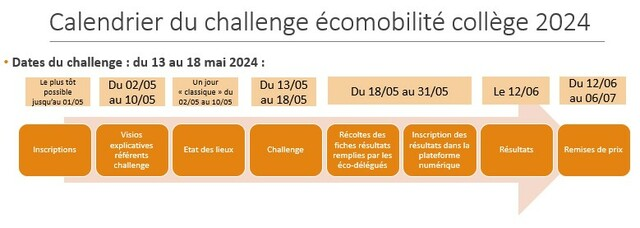 Calendrier du challenge écomobilité collège 2024
• Dates du challenge : du 13 au 18 mai 2024 :
Le plus tôt
possible
jusqu'au 01/05
Du 02/05
au 10/05
Un jour
« classique » du
02/05 au 10/05
Du 13/05
au 18/05
Du 18/05 au 31/05
Le 12/06
Du 12/06
au 06/07
Inscriptions
Visios
explicatives
référents
challenge
Etat des lieux
Challenge
Récoltes des
fiches résultats
remplies par les
éco-délégués
Inscription des
résultats dans la
plateforme
numérique
Résultats
Remises de prix